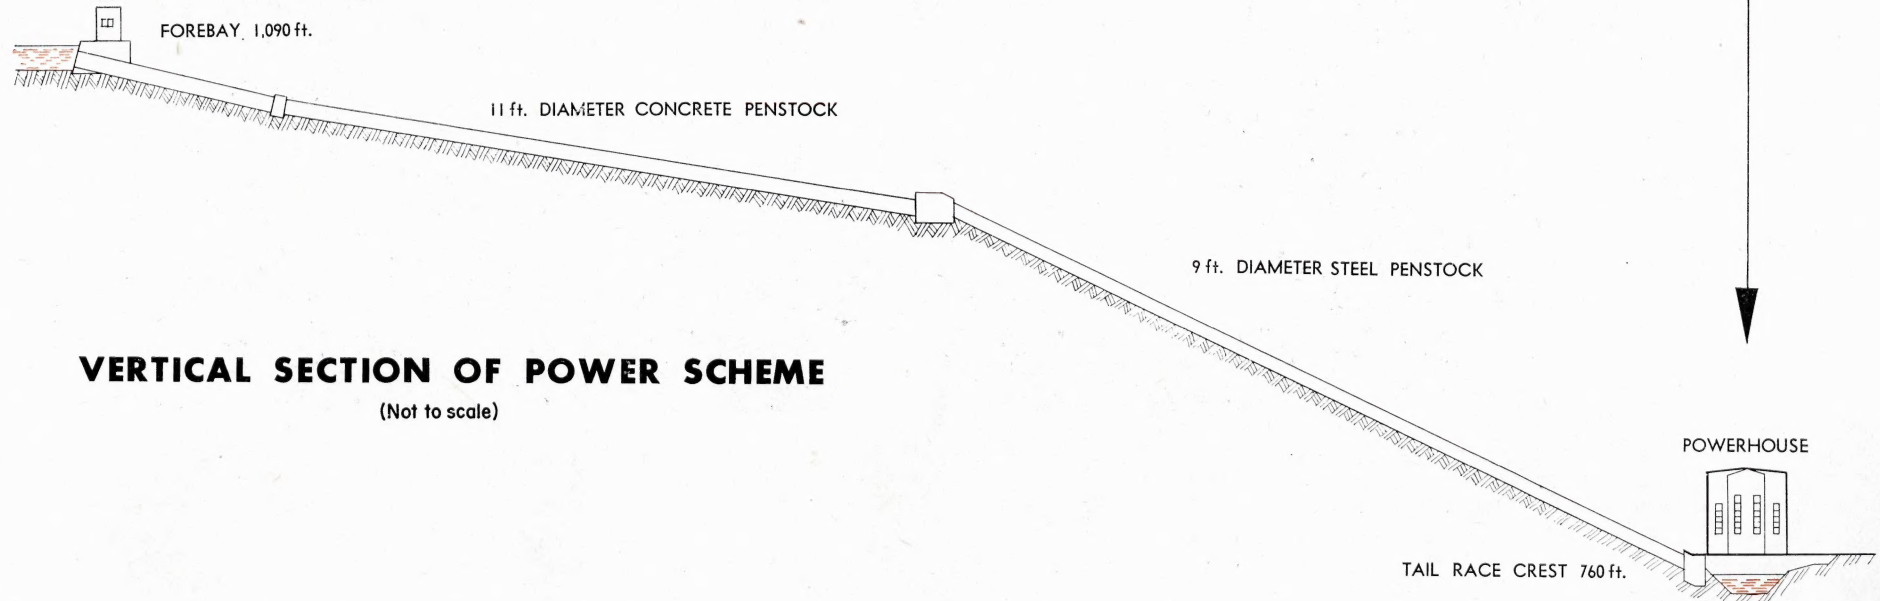 FOREBAY 1,090 ft.
11 ft. DIAMETER CONCRETE PENSTOCK
9 ft. DIAMETER STEEL PENSTOCK
VERTICAL SECTION OF POWER SCHEME
(Not to scale)
POWERHOUSE
TAIL RACE CREST 760 ft.